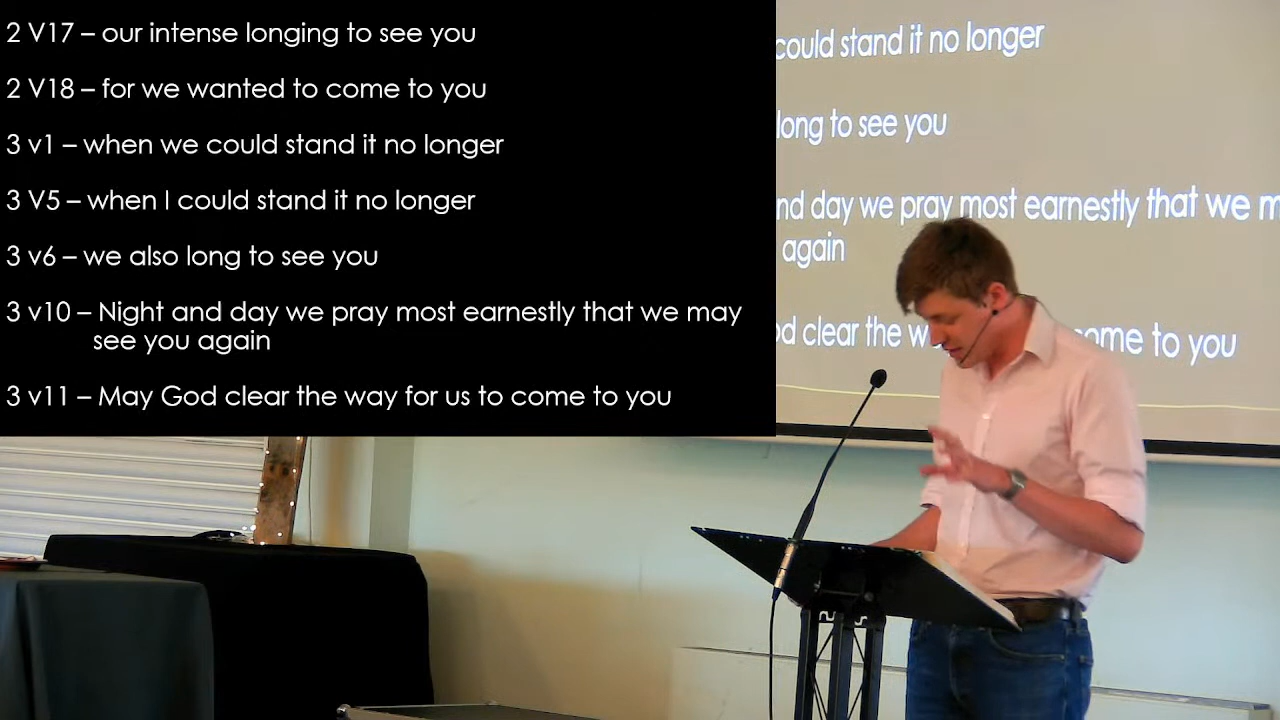 2 V17 – our intense longing to see you
2 V18 – for we wanted to come to you
3 v1 – when we could stand it no longer
3 V5 – when I could stand it no longer
3 v6 – we also long to see you
3 v10 – Night and day we pray most earnestly that we may
see you again
3 v11 – May God clear the way for us to come to you
could stand it no longer
long to see you
nd day we pray most earnestly that we m
again
od clear the w ome to you